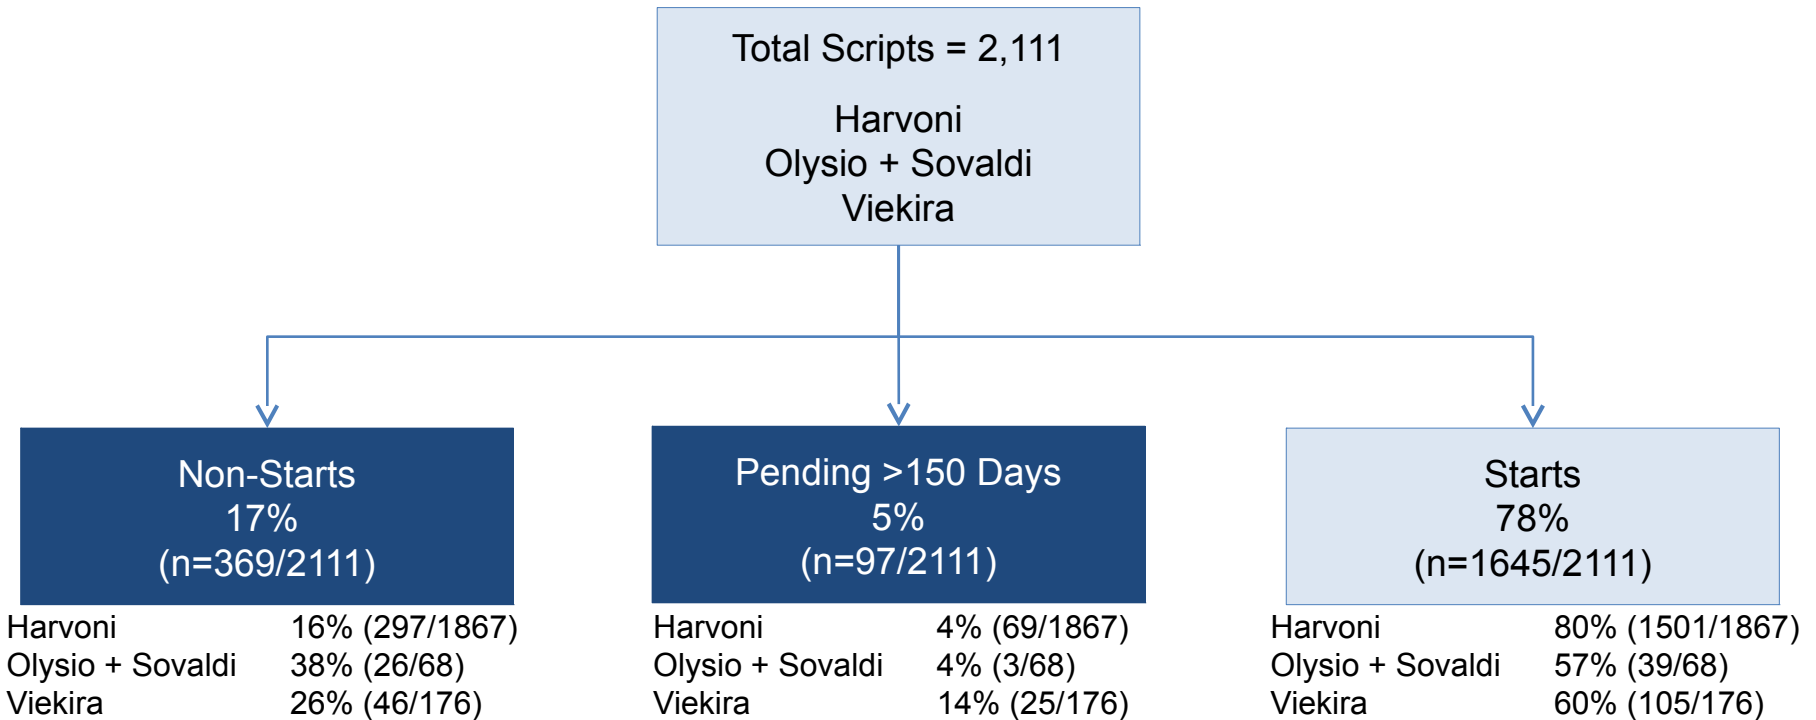 Total Scripts = 2,111
Harvoni
Olysio + Sovaldi
Viekira
Non-Starts
17%
(n=369/2111)
Harvoni 16% (297/1867)
Olysio + Sovaldi 38% (26/68)
Viekira 26% (46/176)
Pending >150 Days
5%
(n=97/2111)
Harvoni 4% (69/1867)
Olysio + Sovaldi 4% (3/68)
Viekira 14% (25/176)
Starts
78%
(n=1645/2111)
Harvoni 80% (1501/1867)
Olysio + Sovaldi 57% (39/68)
Viekira 60% (105/176)